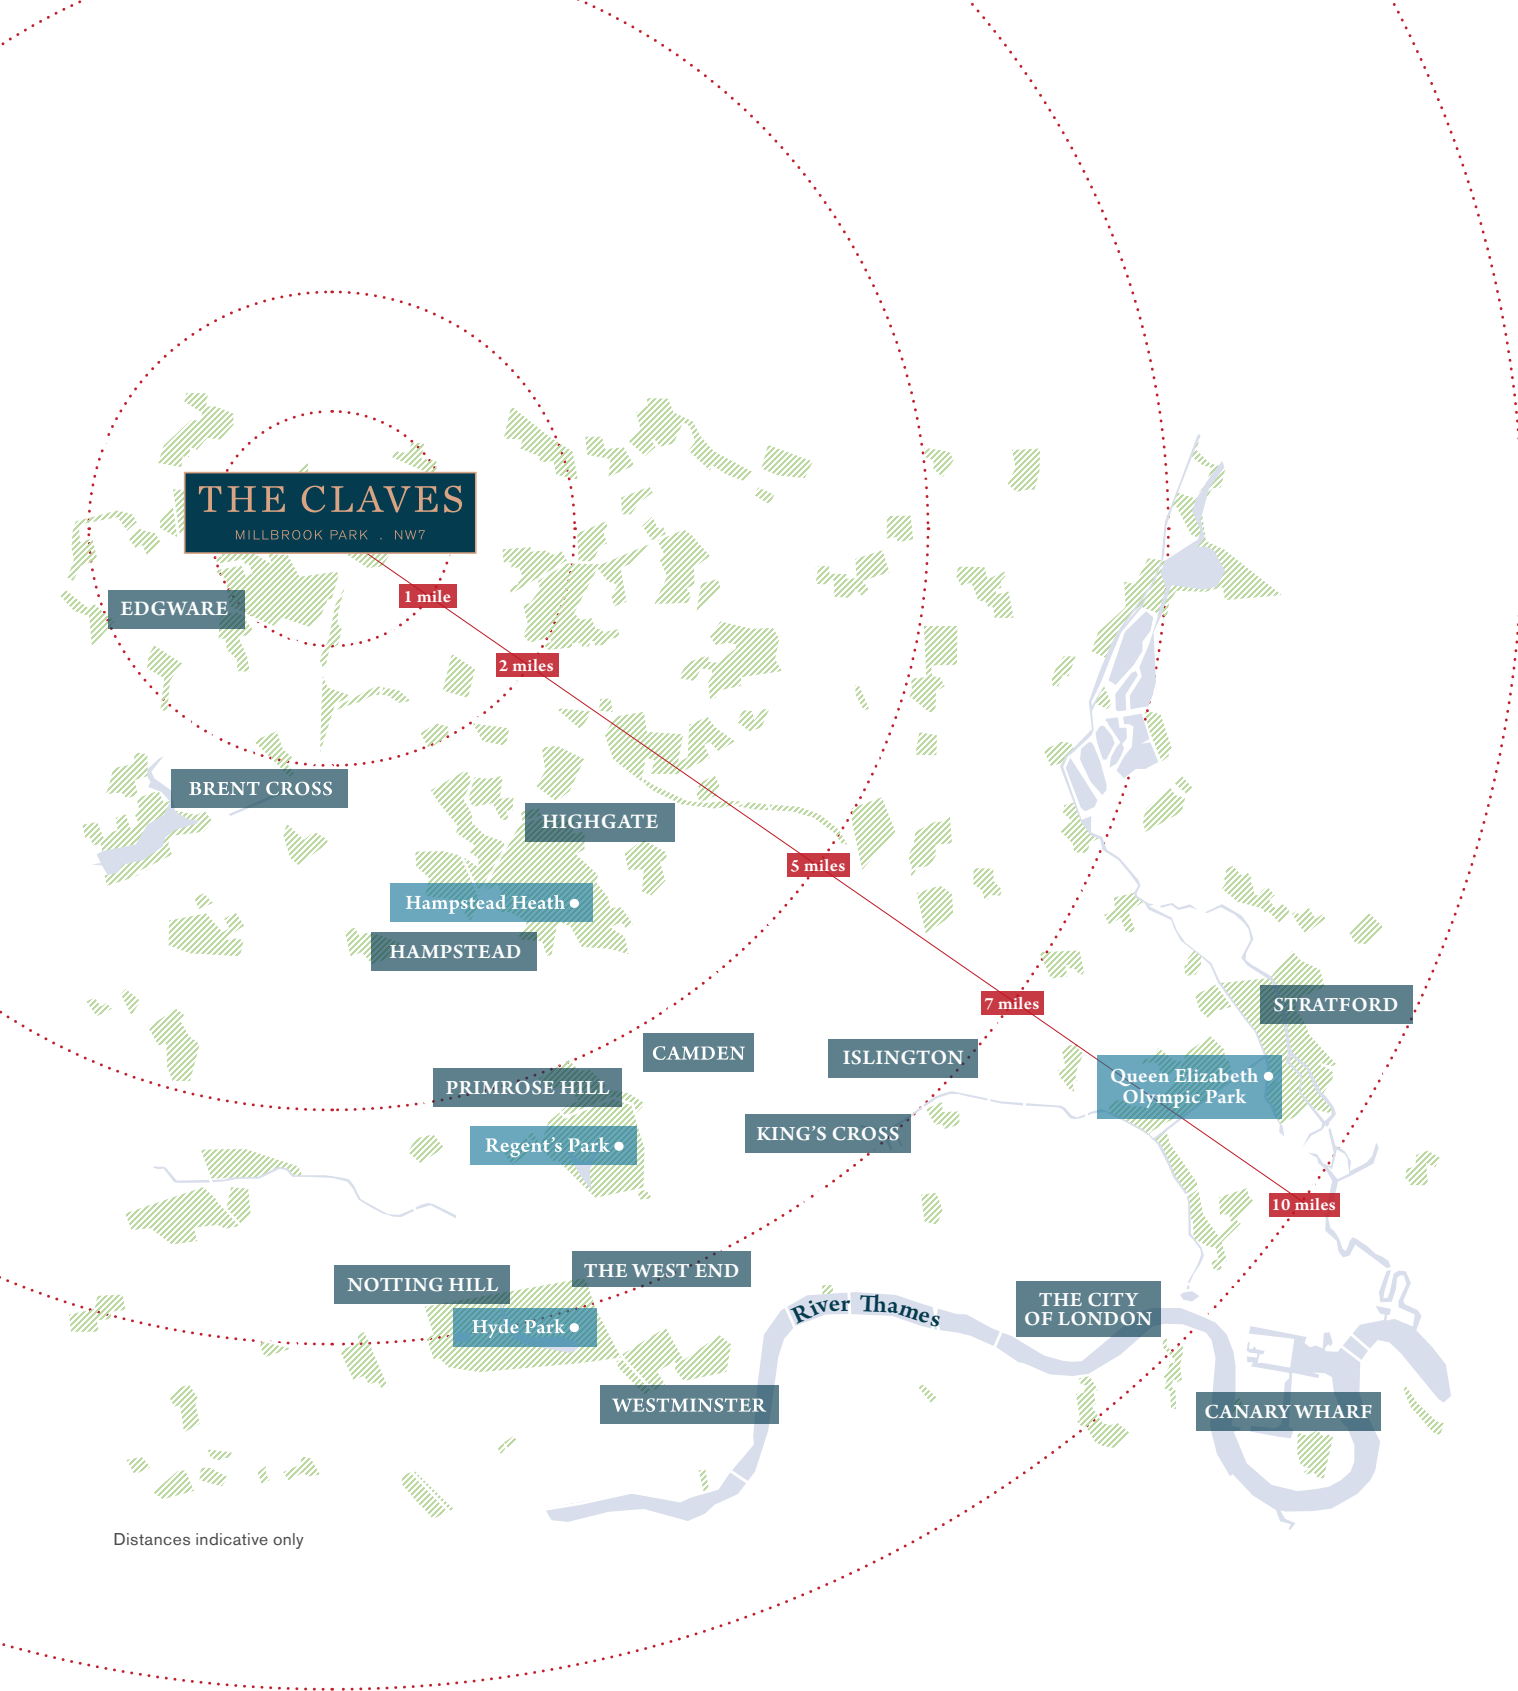 THE CLAVES
MILLBROOK PARK . NW7
1 mile
EDGWARE
2 miles
BRENT CROSS
HIGHGATE
5 miles
Hampstead Heath
HAMPSTEAD
7 miles
STRATFORD
CAMDEN
ISLINGTON
PRIMROSE HILL
Queen Elizabeth
Olympic Park
KING'S CROSS
Regent's Park
10 miles
THE WEST END
NOTTING HILL
River Thames
THE CITY
OF LONDON
Hyde Park
WESTMINSTER
CANARY WHARF
Distances indicative only